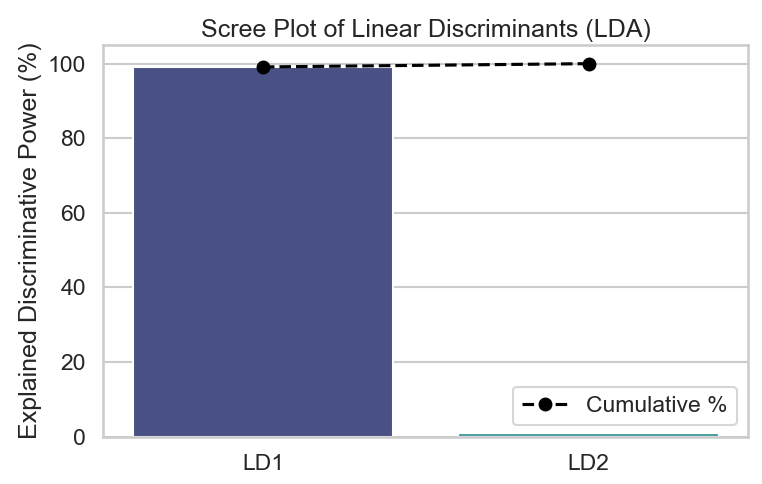 Scree Plot of Linear Discriminants (LDA)
Explained Discriminative Power (%)
100
80
60
40
20
0
Cumulative %
LD1
LD2